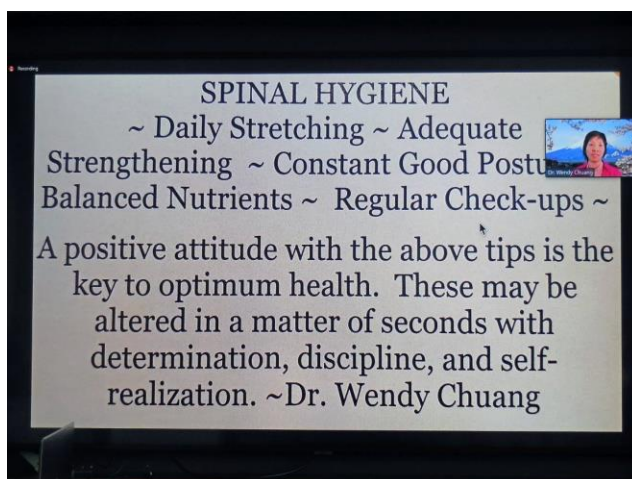 Recording
SPINAL HYGIENE
~ Daily Stretching ~ Adequate
Strengthening ~ Constant Good
Balanced Nutrients ~ Regular Check-ups ~
A positive attitude with the above tips is the
key to optimum health. These may be
altered in a matter of seconds with
determination, discipline, and self-
realization. ~Dr. Wendy Chuang
Dr. Wendy Chuang